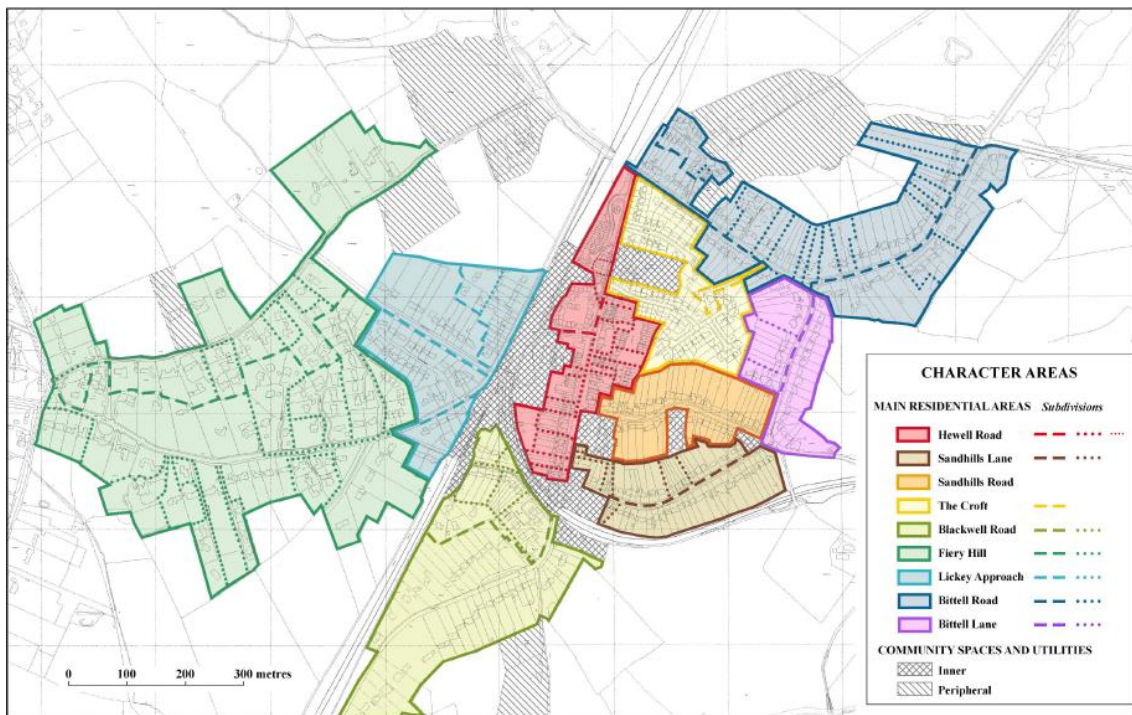 CHARACTER AREAS
MAIN RESIDENTIAL AREAS Subdivisions
Hewell Road
Sandhills Lane
Sandhills Road
The Croft
Blackwell Road
Fiery Hill
Lickey Approach
Bittell Road
Bittell Lane
COMMUNITY SPACES AND UTILITIES
Inner
Peripheral
0 100 200 300 metres